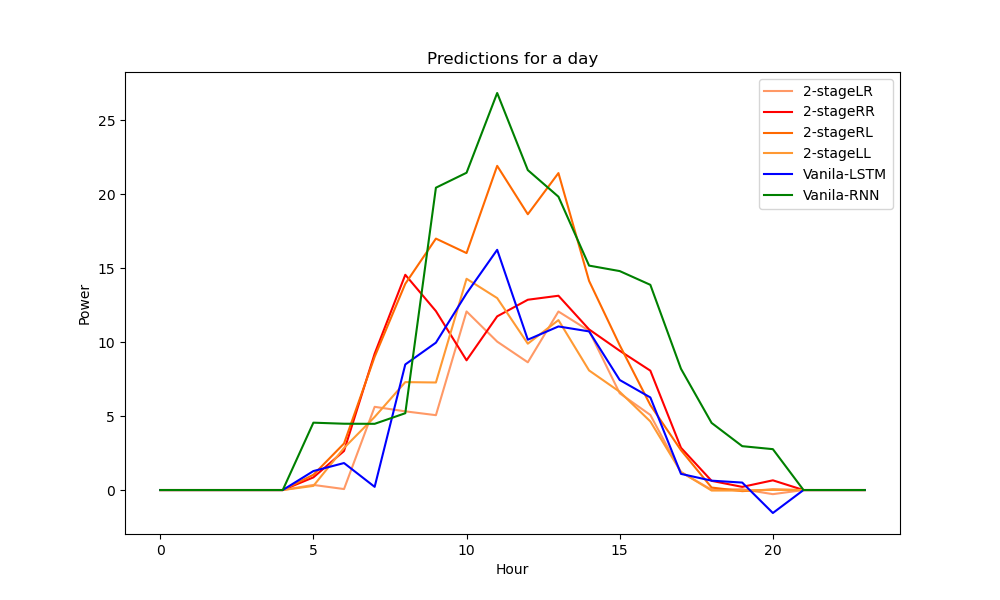 Predictions for a day
2-stageLR
2-stageRR
2-stageRL
2-stageLL
Vanila-LSTM
Vanila-RNN
Power
25
20
15
10
5
0
0 5 10 15 20
Hour